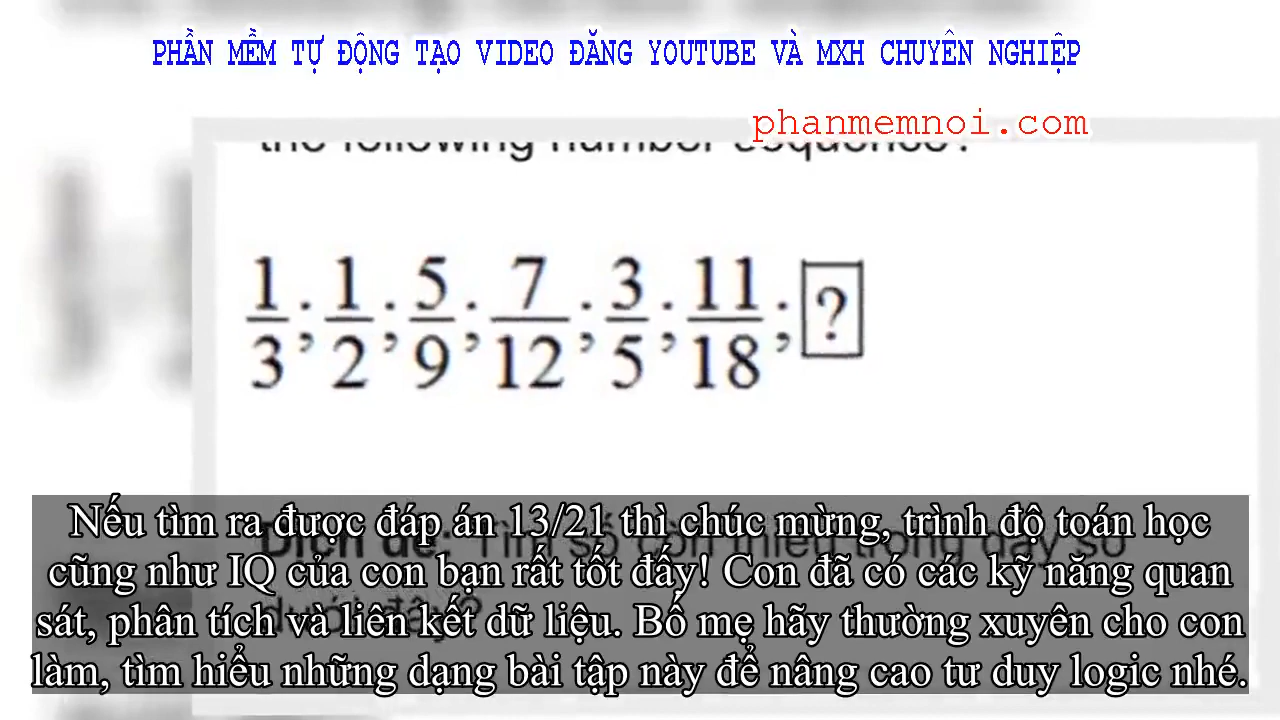 PHẦN MỀM TỰ ĐỘNG TẠO VIDEO ĐĂNG YOUTUBE VÀ MXH CHUYÊN NGHIỆP
phanmemnoi.com
the following number sequence?
1/3; 1/2; 5/9; 7/12; 3/5; 11/18; ?
Nếu tìm ra được đáp án 13/21 thì chúc mừng, trình độ toán học
cũng như IQ của con bạn rất tốt đấy! Con đã có các kỹ năng quan
sát, phân tích và liên kết dữ liệu. Bố mẹ hãy thường xuyên cho con
làm, tìm hiểu những dạng bài tập này để nâng cao tư duy logic nhé.